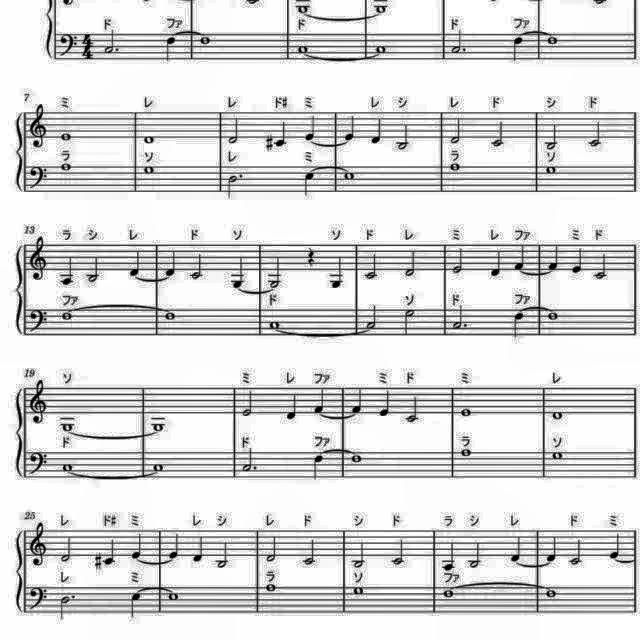 ド ファ ド ド ファ
7
ミ レ レ ド# ミ レ シ レ ド シ ド
ラ ソ レ ミ ラ ソ
13
ラ シ レ ド ソ ソ ド レ ミ レ ファ ミ ド
ファ ド ソ ド ファ
19
ソ ミ レ ファ ミ ド ミ レ
ド ド ファ ラ ソ
25
レ ド# ミ レ シ レ ド シ ド ラ シ レ ド ミ
レ ミ ラ ソ ファ